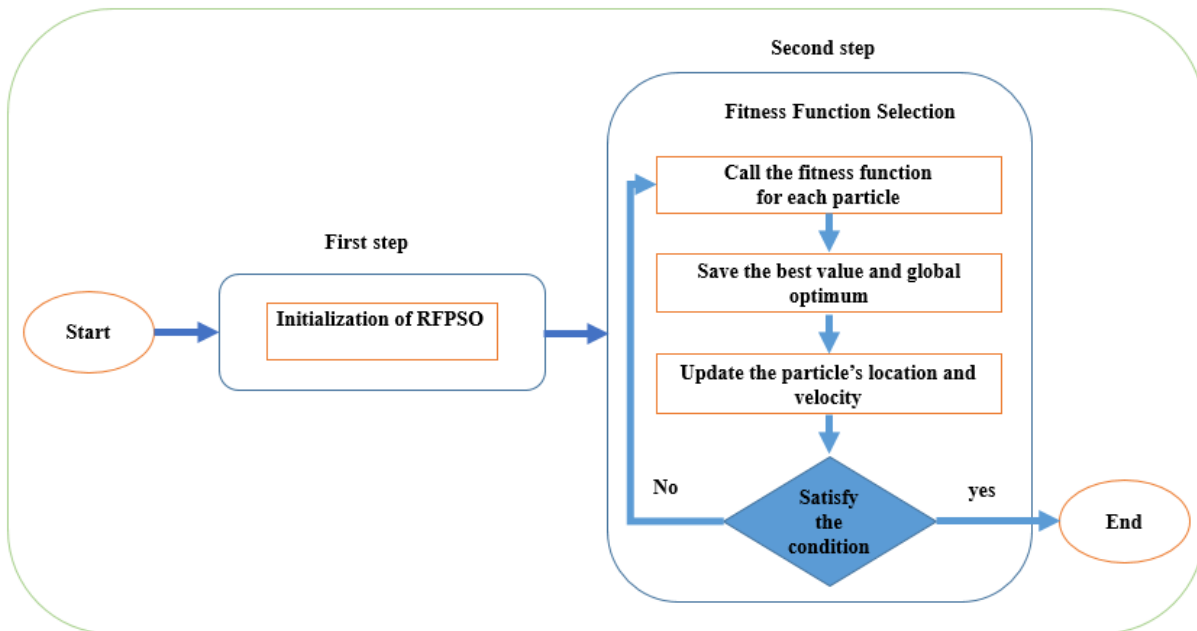 Second step
Fitness Function Selection
Call the fitness function
for each particle
First step
Save the best value and global
optimum
Start
Initialization of RFPSO
Update the particle's location and
velocity
No
yes
Satisfy
the
condition
End